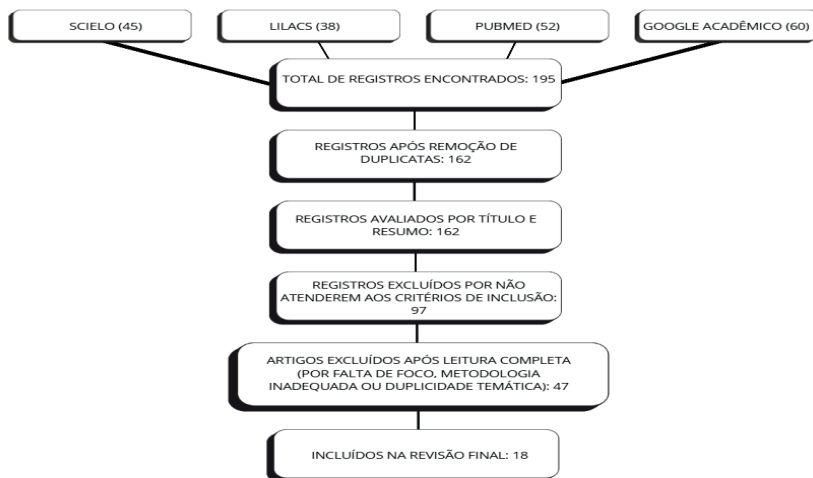 SCIELO (45)
LILACS (38)
PUBMED (52)
GOOGLE ACADÊMICO (60)
TOTAL DE REGISTROS ENCONTRADOS: 195
REGISTROS APÓS REMOÇÃO DE
DUPLICATAS: 162
REGISTROS AVALIADOS POR TÍTULO E
RESUMO: 162
REGISTROS EXCLUÍDOS POR NÃO
ATENDEREM AOS CRITÉRIOS DE INCLUSÃO:
97
ARTIGOS EXCLUÍDOS APÓS LEITURA COMPLETA
(POR FALTA DE FOCO, METODOLOGIA
INADEQUADA OU DUPLICIDADE TEMÁTICA): 47
INCLUÍDOS NA REVISÃO FINAL: 18